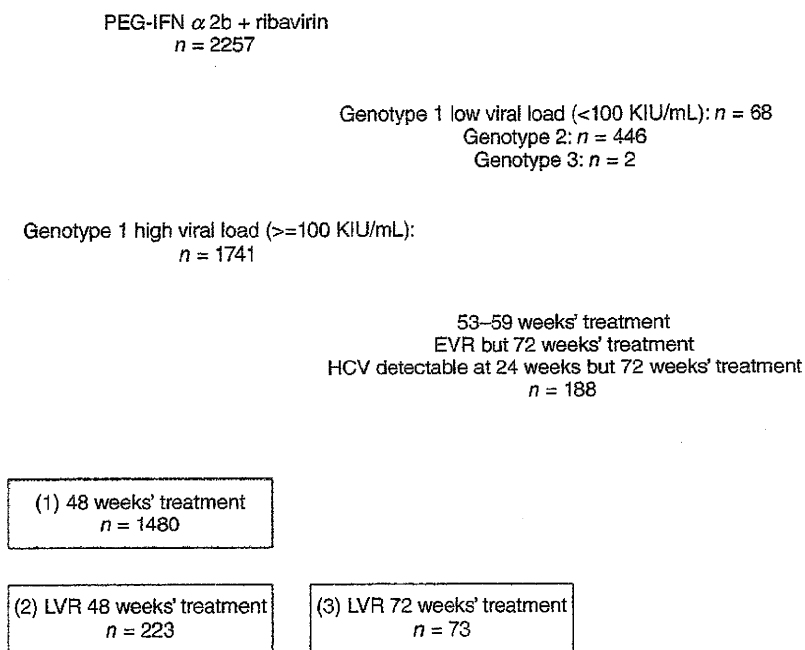 PEG-IFN α 2b + ribavirin
n = 2257
Genotype 1 low viral load (<100 KIU/mL): n = 68
Genotype 2: n = 446
Genotype 3: n = 2
Genotype 1 high viral load (>=100 KIU/mL):
n = 1741
53–59 weeks' treatment
EVR but 72 weeks' treatment
HCV detectable at 24 weeks but 72 weeks' treatment
n = 188
(1) 48 weeks' treatment
n = 1480
(2) LVR 48 weeks' treatment
n = 223
(3) LVR 72 weeks' treatment
n = 73